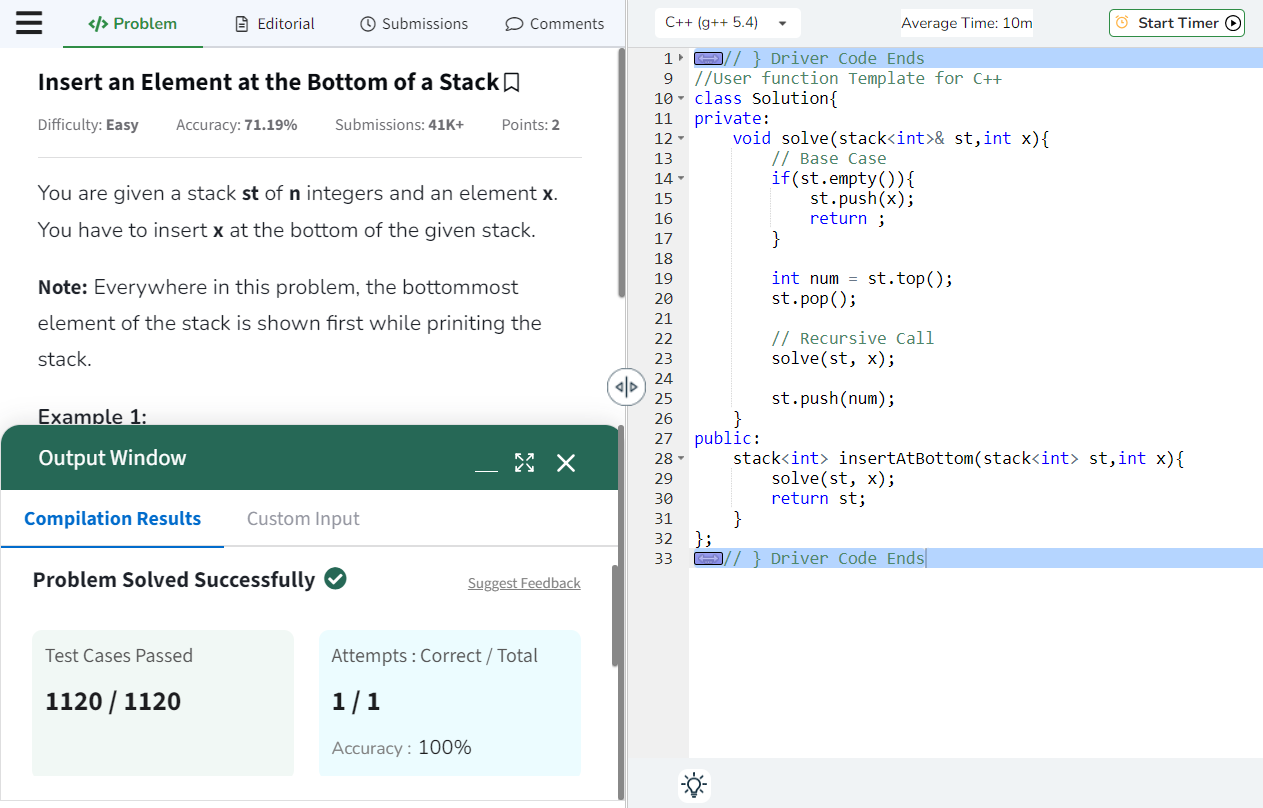 </> Problem
Editorial
Submissions
Comments
Insert an Element at the Bottom of a Stack
Difficulty: Easy Accuracy: 71.19% Submissions: 41K+ Points: 2
You are given a stack st of n integers and an element x.
You have to insert x at the bottom of the given stack.
Note: Everywhere in this problem, the bottommost
element of the stack is shown first while priniting the
stack.
Example 1:
Output Window
Compilation Results
Custom Input
Problem Solved Successfully
Suggest Feedback
Test Cases Passed
1120 / 1120
Attempts : Correct / Total
1 / 1
Accuracy : 100%
C++ (g++ 5.4)
Average Time: 10m
Start Timer
1 // } Driver Code Ends
9 //User function Template for C++
10 class Solution{
11 private:
12     void solve(stack<int>& st,int x){
13         // Base Case
14         if(st.empty()){
15             st.push(x);
16             return ;
17         }
18
19         int num = st.top();
20         st.pop();
21
22         // Recursive Call
23         solve(st, x);
24
25         st.push(num);
26     }
27 public:
28     stack<int> insertAtBottom(stack<int> st,int x){
29         solve(st, x);
30         return st;
31     }
32 };
33 // } Driver Code Ends